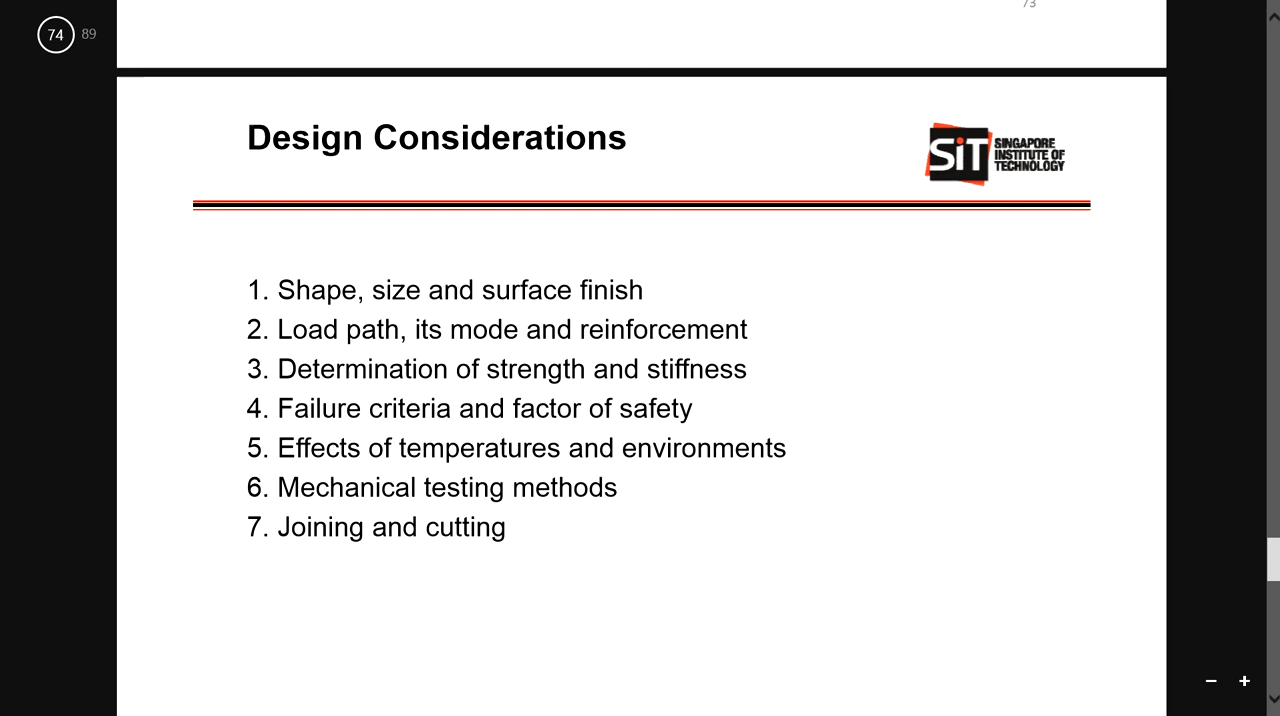 73
74 89
Design Considerations
SiT
SINGAPORE
INSTITUTE OF
TECHNOLOGY
1. Shape, size and surface finish
2. Load path, its mode and reinforcement
3. Determination of strength and stiffness
4. Failure criteria and factor of safety
5. Effects of temperatures and environments
6. Mechanical testing methods
7. Joining and cutting